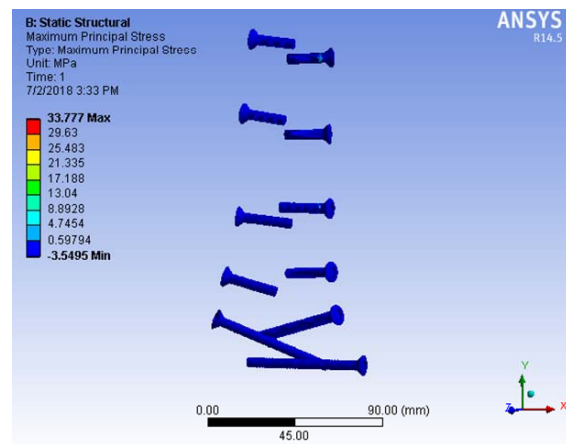 B: Static Structural
Maximum Principal Stress
Type: Maximum Principal Stress
Unit: MPa
Time: 1
7/2/2018 3:33 PM
33.777 Max
29.63
25.483
21.335
17.188
13.04
8.8928
4.7454
0.59794
-3.5495 Min
ANSYS
R14.5
0.00
90.00 (mm)
45.00
Y
Z
X